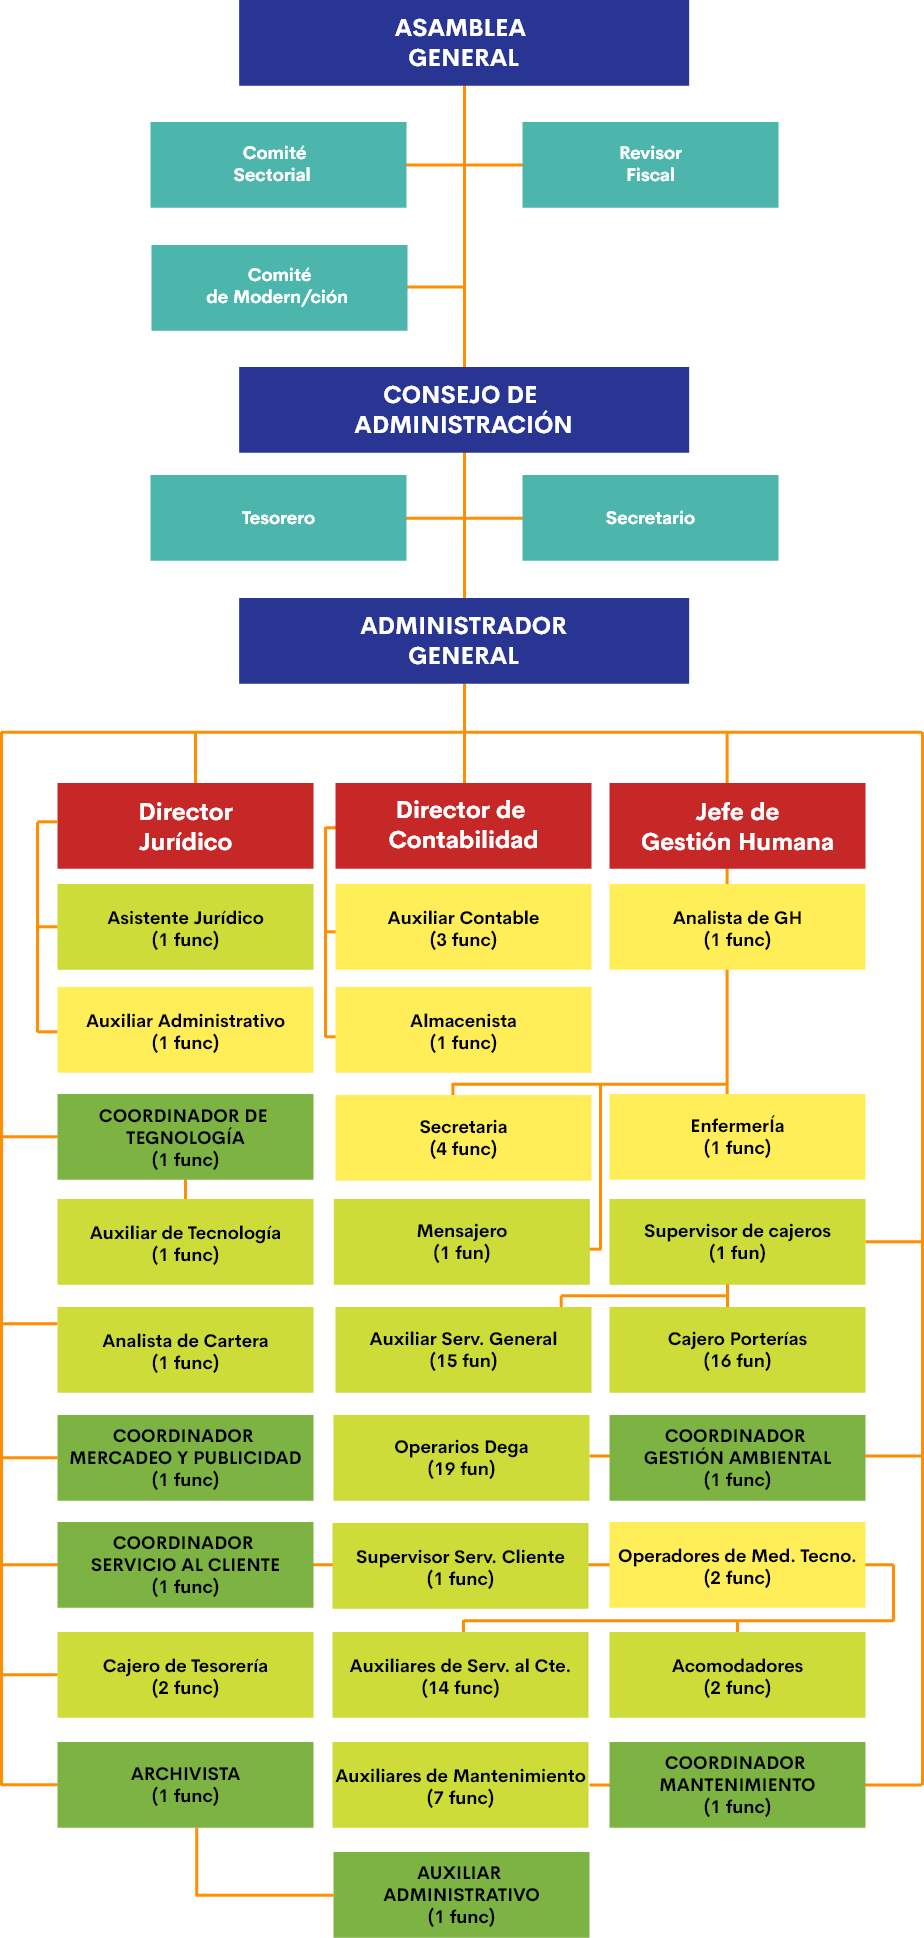 ASAMBLEA
GENERAL
Comité
Sectorial
Revisor
Fiscal
Comité
de Modern/ción
CONSEJO DE
ADMINISTRACIÓN
Tesorero
Secretario
ADMINISTRADOR
GENERAL
Director
Jurídico
Director de
Contabilidad
Jefe de
Gestión Humana
Asistente Jurídico
(1 func)
Auxiliar Contable
(3 func)
Analista de GH
(1 func)
Auxiliar Administrativo
(1 func)
Almacenista
(1 func)
COORDINADOR DE
TEGNOLOGÍA
(1 func)
Secretaria
(4 func)
EnfermerÍa
(1 func)
Auxiliar de Tecnología
(1 func)
Mensajero
(1 fun)
Supervisor de cajeros
(1 fun)
Analista de Cartera
(1 func)
Auxiliar Serv. General
(15 fun)
Cajero Porterías
(16 fun)
COORDINADOR
MERCADEO Y PUBLICIDAD
(1 func)
Operarios Dega
(19 fun)
COORDINADOR
GESTIÓN AMBIENTAL
(1 func)
COORDINADOR
SERVICIO AL CLIENTE
(1 func)
Supervisor Serv. Cliente
(1 func)
Operadores de Med. Tecno.
(2 func)
Cajero de Tesorería
(2 func)
Auxiliares de Serv. al Cte.
(14 func)
Acomodadores
(2 func)
ARCHIVISTA
(1 func)
Auxiliares de Mantenimiento
(7 func)
COORDINADOR
MANTENIMIENTO
(1 func)
AUXILIAR
ADMINISTRATIVO
(1 func)